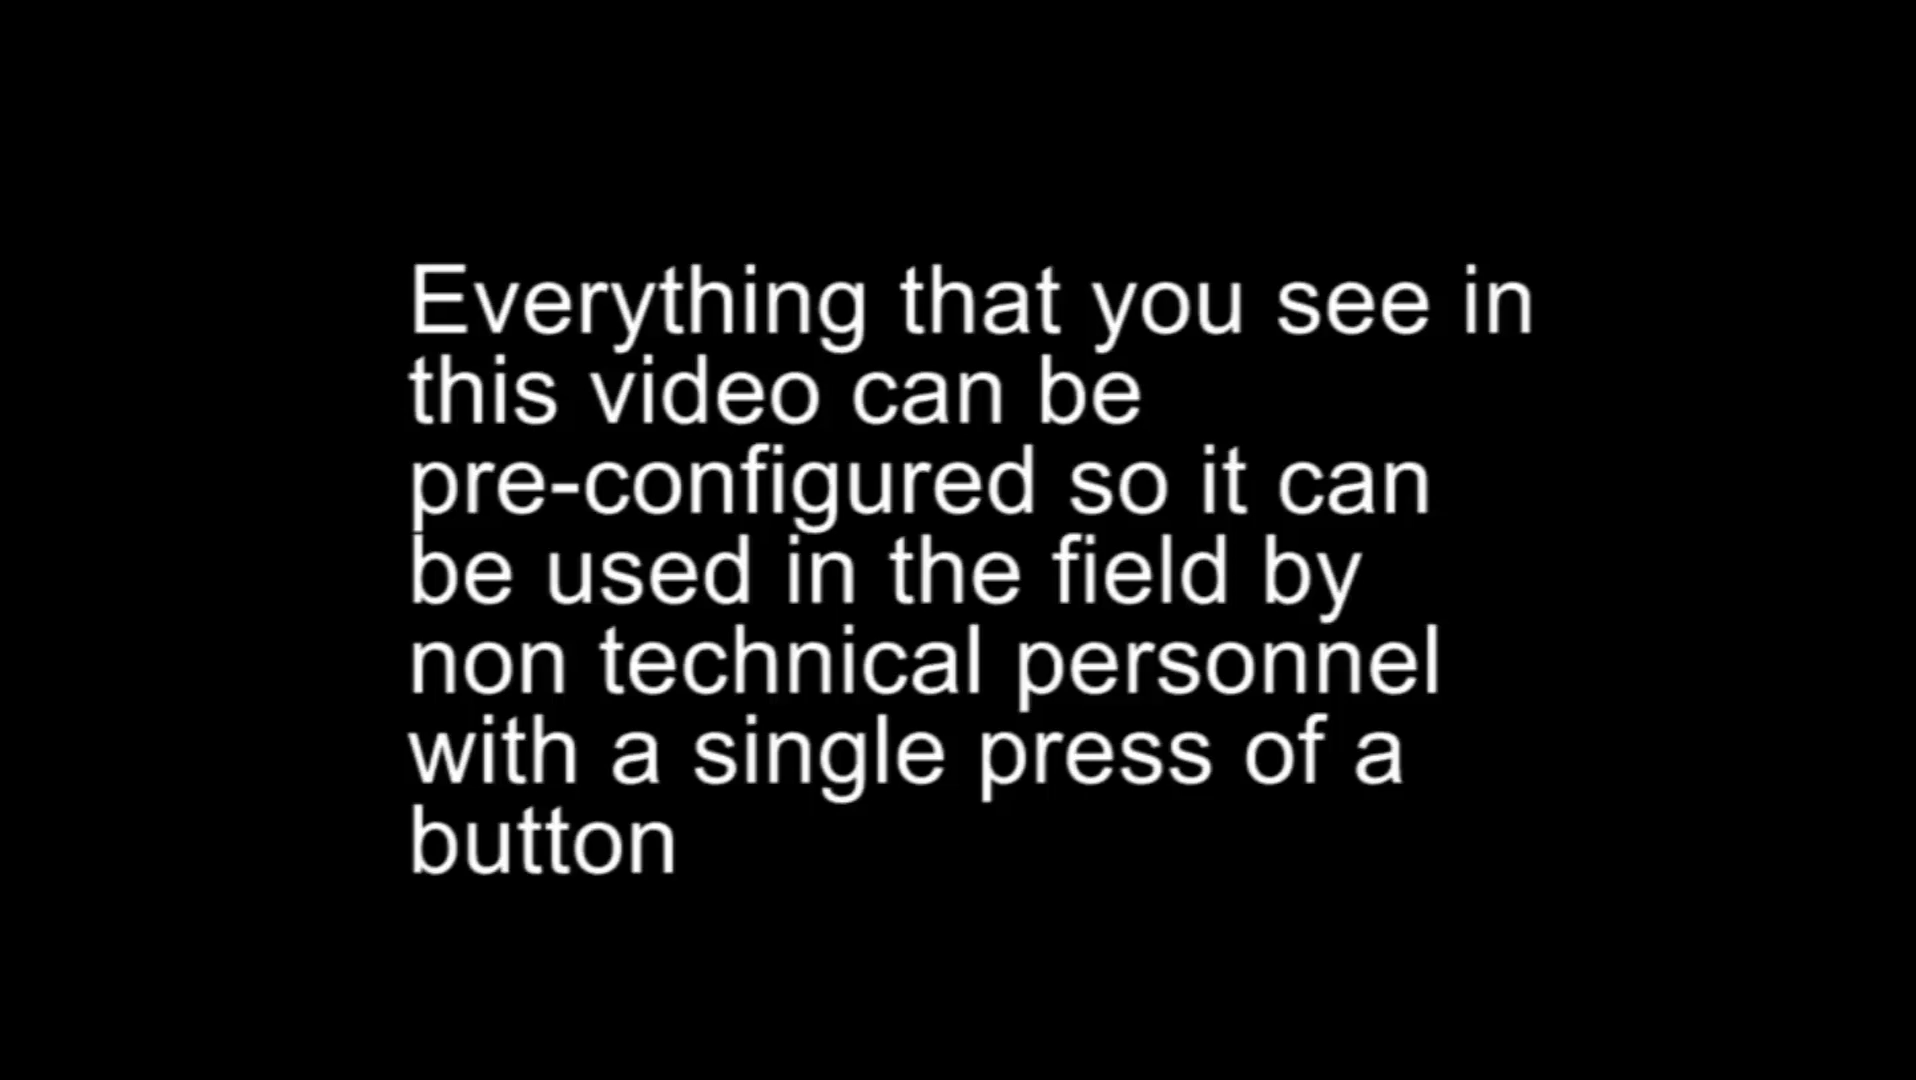 Everything that you see in
this video can be
pre-configured so it can
be used in the field by
non technical personnel
with a single press of a
button